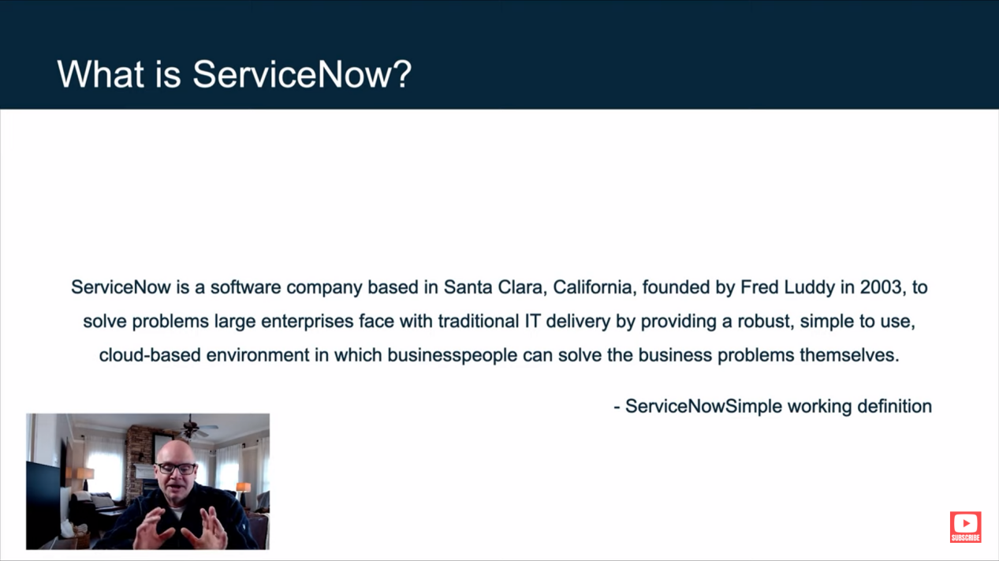 What is ServiceNow?
ServiceNow is a software company based in Santa Clara, California, founded by Fred Luddy in 2003, to
solve problems large enterprises face with traditional IT delivery by providing a robust, simple to use,
cloud-based environment in which businesspeople can solve the business problems themselves.
- ServiceNowSimple working definition
SUBSCRIBE